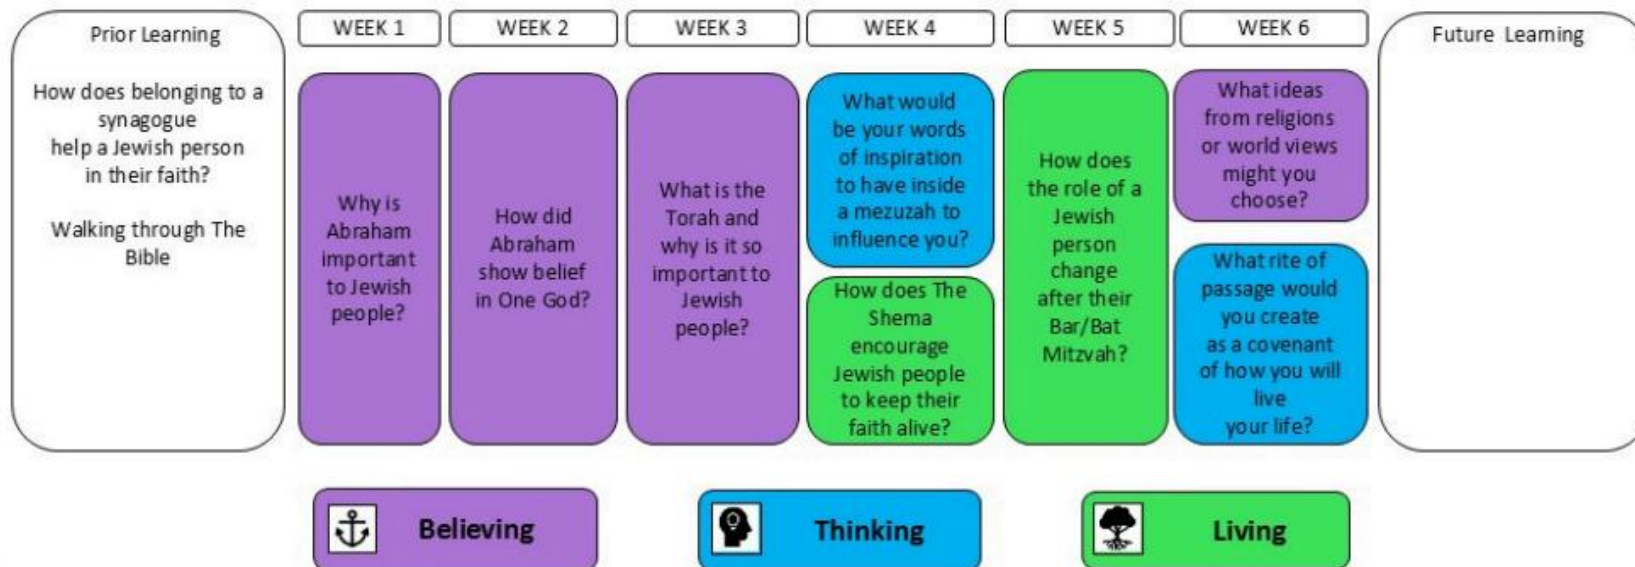 Prior Learning
How does belonging to a
synagogue
help a Jewish person
in their faith?
Walking through The
Bible
WEEK 1
Why is
Abraham
important
to Jewish
people?
WEEK 2
How did
Abraham
show belief
in One God?
WEEK 3
What is the
Torah and
why is it so
important to
Jewish
people?
WEEK 4
What would
be your words
of inspiration
to have inside
a mezuzah to
influence you?
How does The
Shema
encourage
Jewish people
to keep their
faith alive?
WEEK 5
How does
the role of a
Jewish
person
change
after their
Bar/Bat
Mitzvah?
WEEK 6
What ideas
from religions
or world views
might you
choose?
What rite of
passage would
you create
as a covenant
of how you will
live
your life?
Future Learning
Believing
Thinking
Living